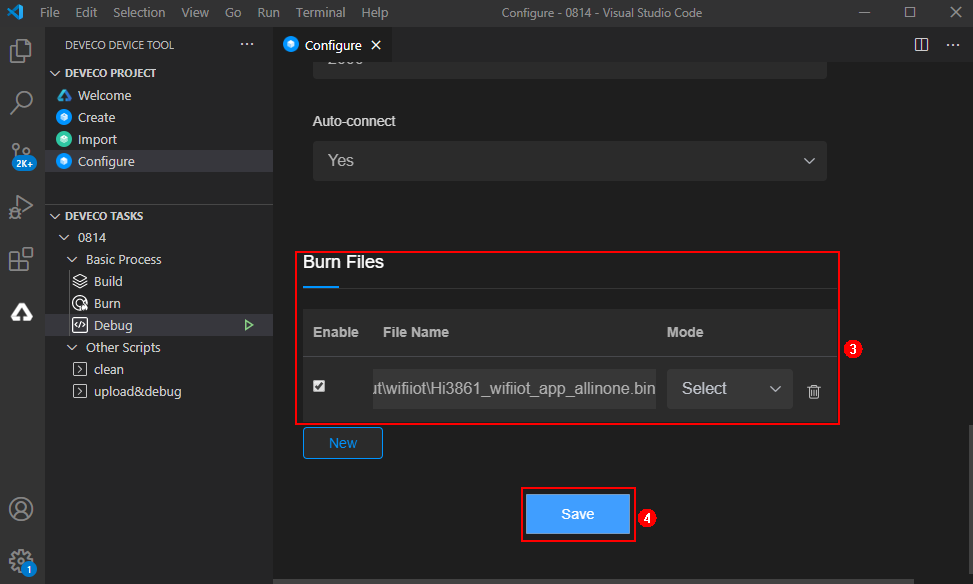 File Edit Selection View Go Run Terminal Help Configure - 0814 - Visual Studio Code
DEVECO DEVICE TOOL ···
Configure
DEVECO PROJECT
Welcome
Create
Import
Configure
2K+
Auto-connect
Yes
DEVECO TASKS
0814
Basic Process
Build
Burn
Debug
Other Scripts
clean
upload&debug
Burn Files
Enable File Name Mode
3
ut\wifiiot\Hi3861_wifiiot_app_allinone.bin Select
New
Save
4
1